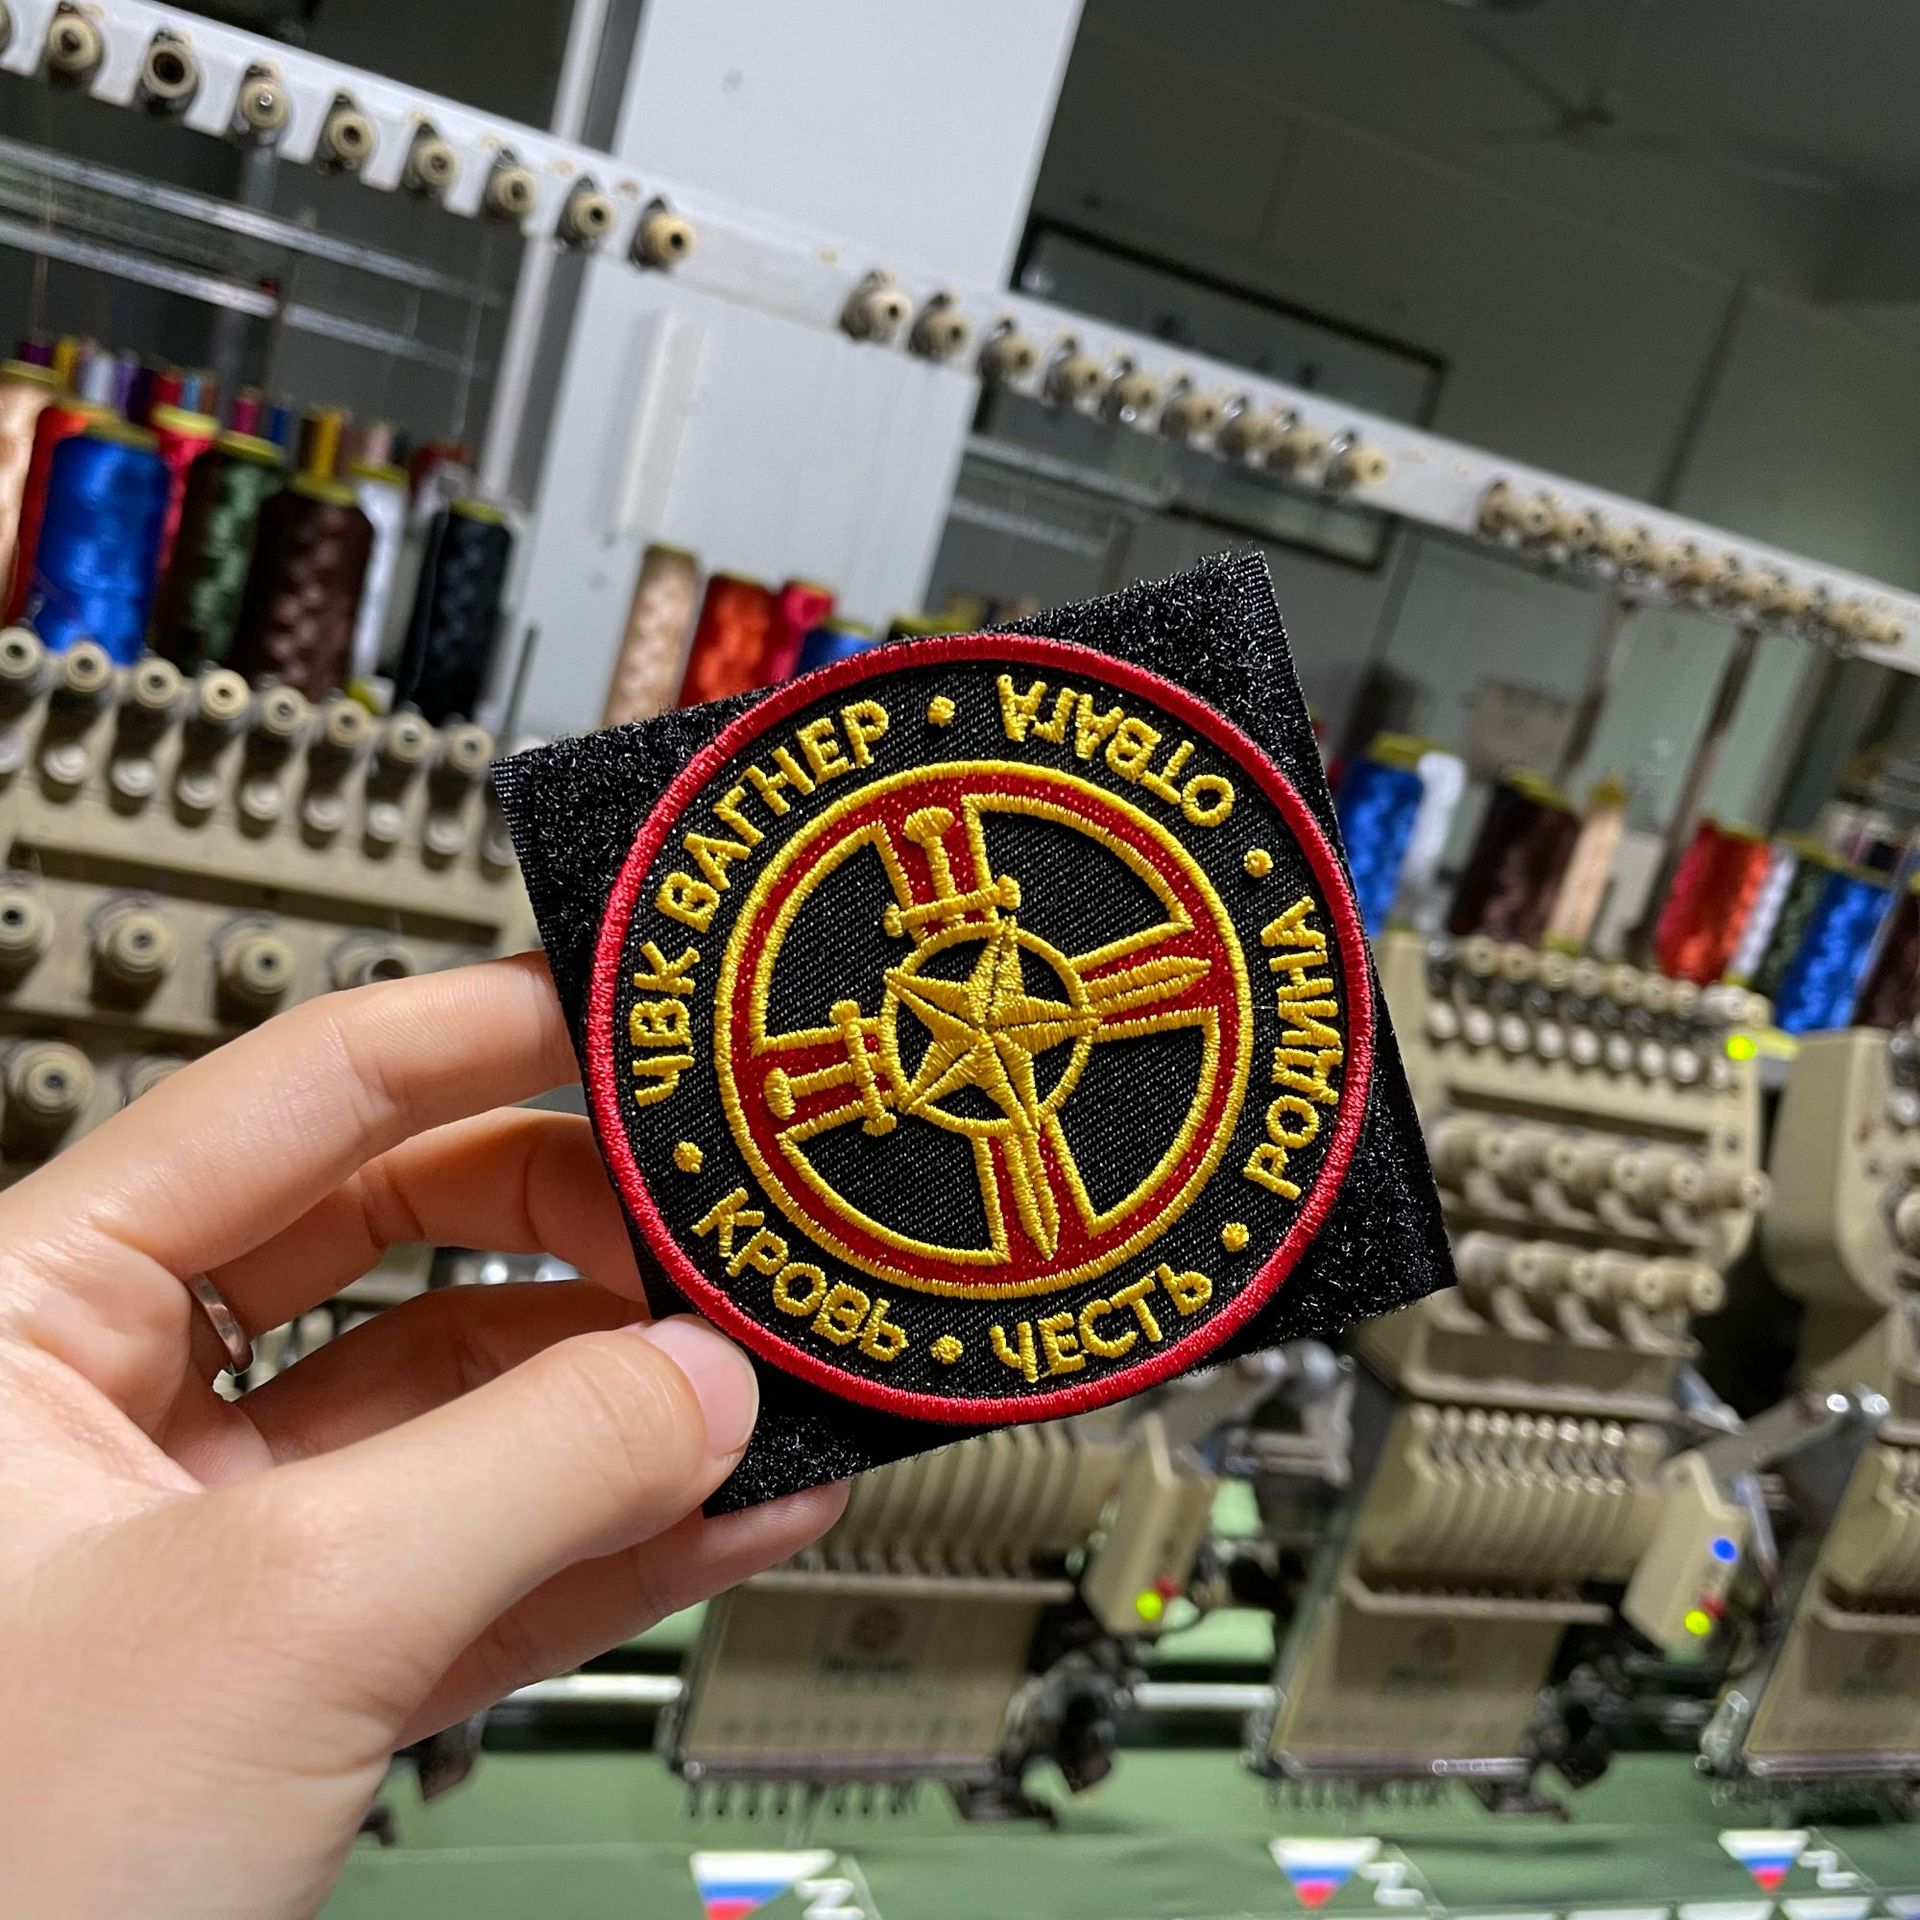 ЧВК ВАГНЕР • ОТВАГА • РОДИНА • ЧЕСТЬ • КРОВЬ •